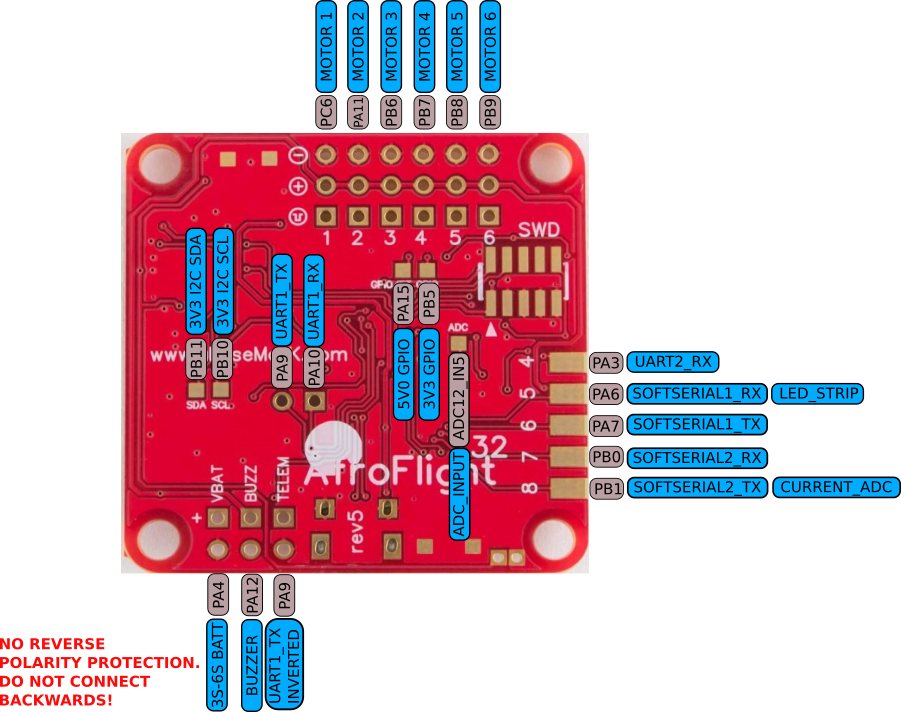 MOTOR 1
MOTOR 2
MOTOR 3
MOTOR 4
MOTOR 5
MOTOR 6
PC6
PA11
PB6
PB7
PB8
PB9
1
2
3
4
5
6
SWD
3V3 I2C SDA
3V3 I2C SCL
UART1_TX
UART1_RX
PB11
PB10
PA9
PA10
SDA
SCL
GPiO
PA15
PB5
5V0 GPIO
3V3 GPIO
ADC
ADC12_IN5
ADC_INPUT
4
PA3
UART2_RX
5
PA6
SOFTSERIAL1_RX
LED_STRIP
6
PA7
SOFTSERIAL1_TX
7
PB0
SOFTSERIAL2_RX
8
PB1
SOFTSERIAL2_TX
CURRENT_ADC
32
AfroFlight
rev5
+
VBAT
BUZZ
TELEM
PA4
PA12
PA9
3S-6S BATT
BUZZER
UART1_TX
INVERTED
NO REVERSE
POLARITY PROTECTION.
DO NOT CONNECT
BACKWARDS!